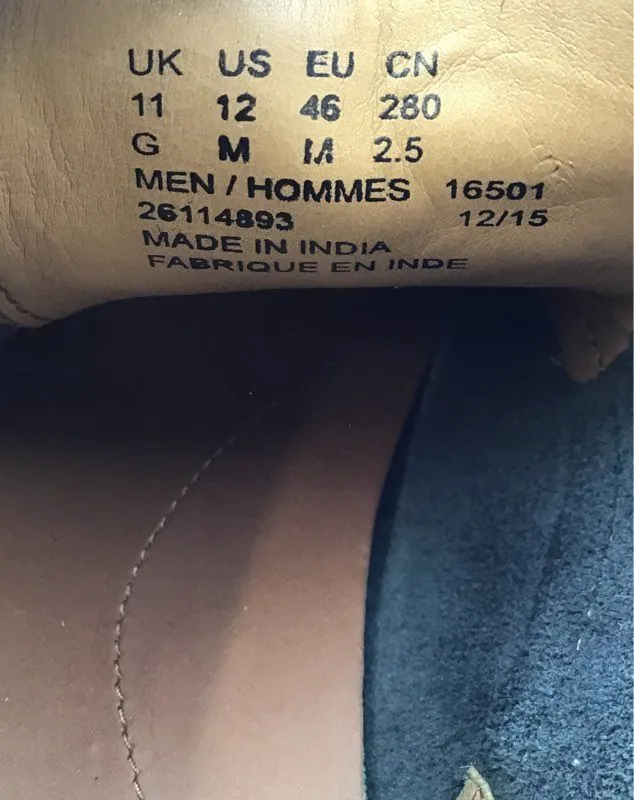 UK US EU CN
11 12 46 280
G M M 2.5
MEN / HOMMES 16501
26114893 12/15
MADE IN INDIA
FABRIQUE EN INDE